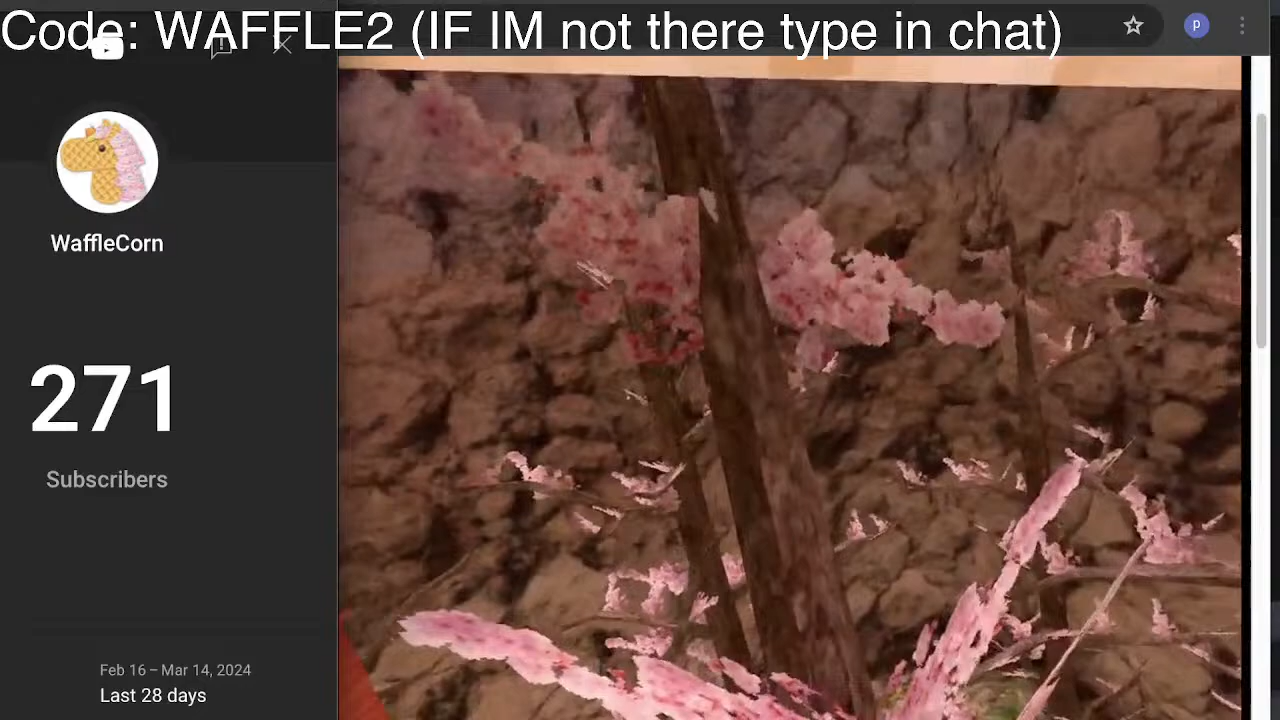 Code: WAFFLE2 (IF IM not there type in chat)
p
WaffleCorn
271
Subscribers
Feb 16 – Mar 14, 2024
Last 28 days